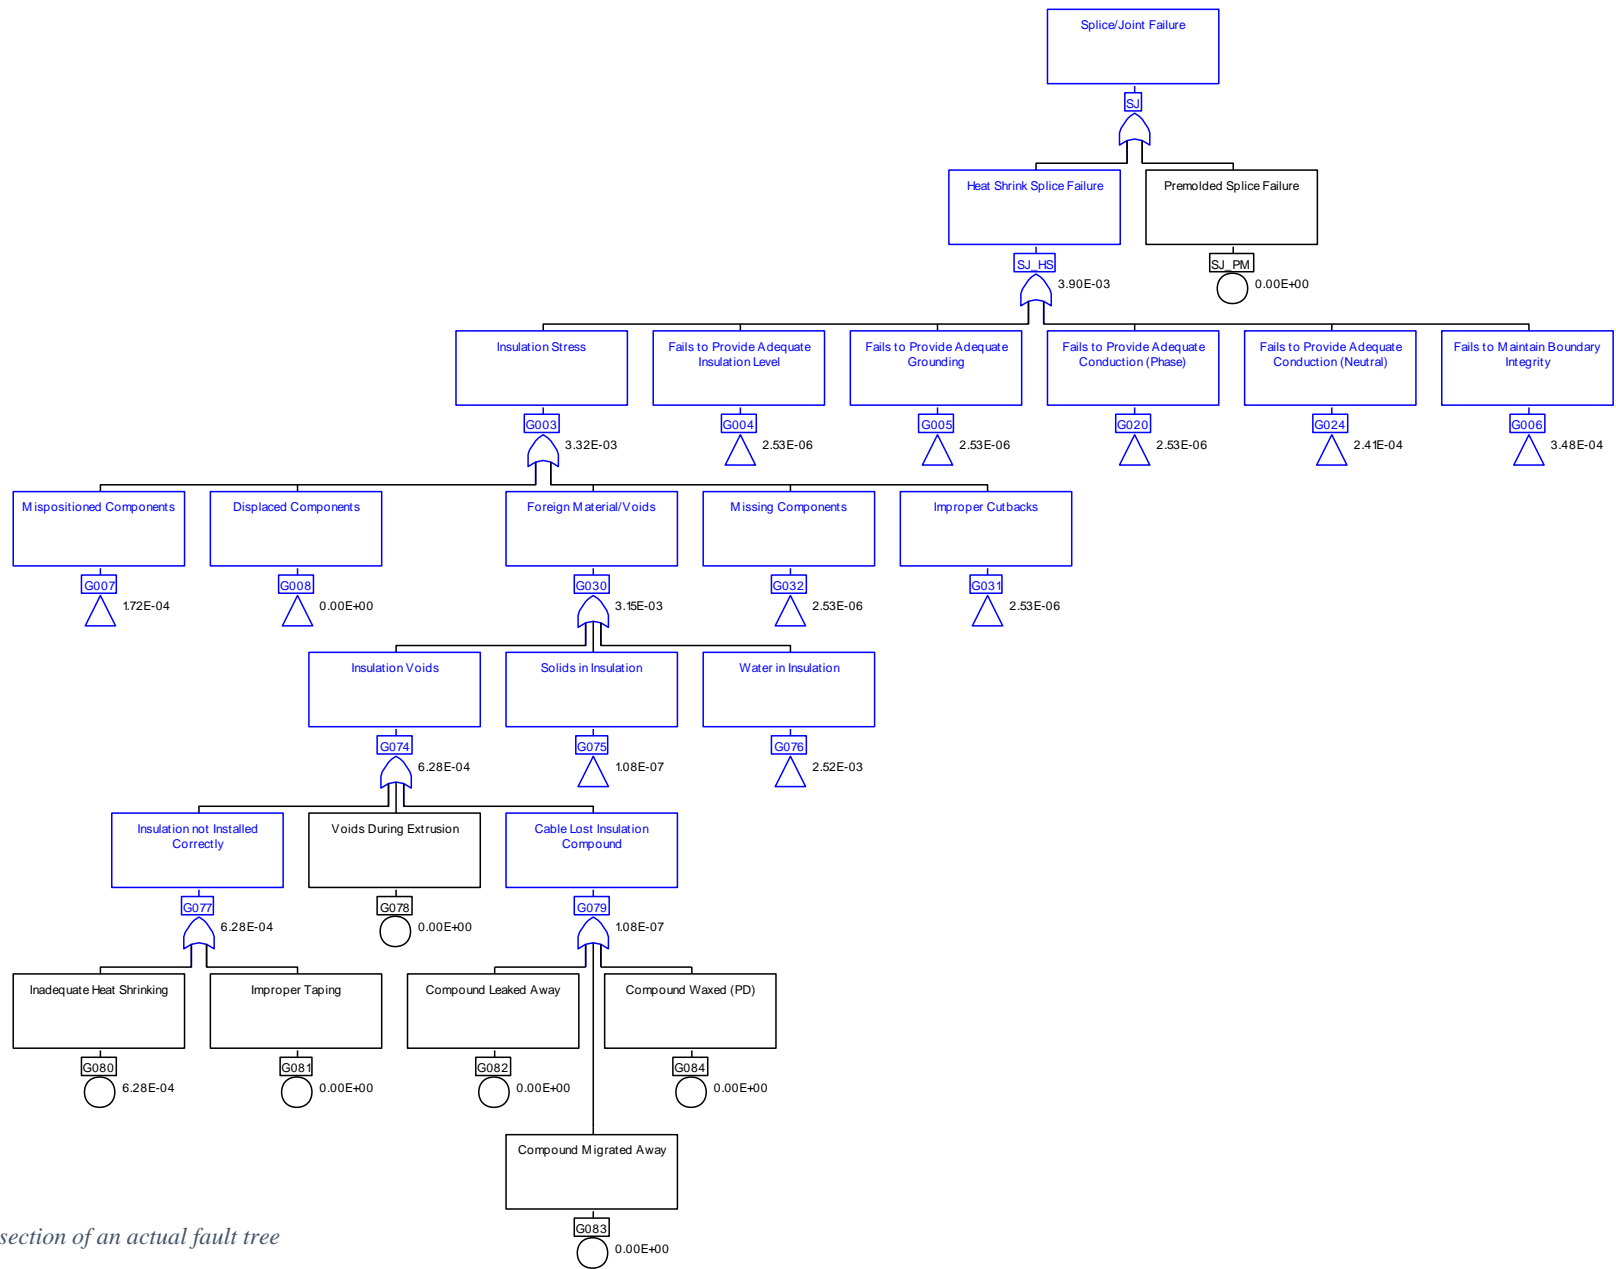 Splice/Joint Failure
SJ
Heat Shrink Splice Failure
Premolded Splice Failure
SJ_HS
3.90E-03
SJ_PM
0.00E+00
Insulation Stress
Fails to Provide Adequate
Insulation Level
Fails to Provide Adequate
Grounding
Fails to Provide Adequate
Conduction (Phase)
Fails to Provide Adequate
Conduction (Neutral)
Fails to Maintain Boundary
Integrity
G003
3.32E-03
G004
2.53E-06
G005
2.53E-06
G020
2.53E-06
G024
2.41E-04
G006
3.48E-04
Mispositioned Components
Displaced Components
Foreign Material/Voids
Missing Components
Improper Cutbacks
G007
1.72E-04
G008
0.00E+00
G030
3.15E-03
G032
2.53E-06
G031
2.53E-06
Insulation Voids
Solids in Insulation
Water in Insulation
G074
6.28E-04
G075
1.08E-07
G076
2.52E-03
Insulation not Installed
Correctly
Voids During Extrusion
Cable Lost Insulation
Compound
G077
6.28E-04
G078
0.00E+00
G079
1.08E-07
Inadequate Heat Shrinking
Improper Taping
Compound Leaked Away
Compound Waxed (PD)
G080
6.28E-04
G081
0.00E+00
G082
0.00E+00
G084
0.00E+00
Compound Migrated Away
G083
0.00E+00
section of an actual fault tree